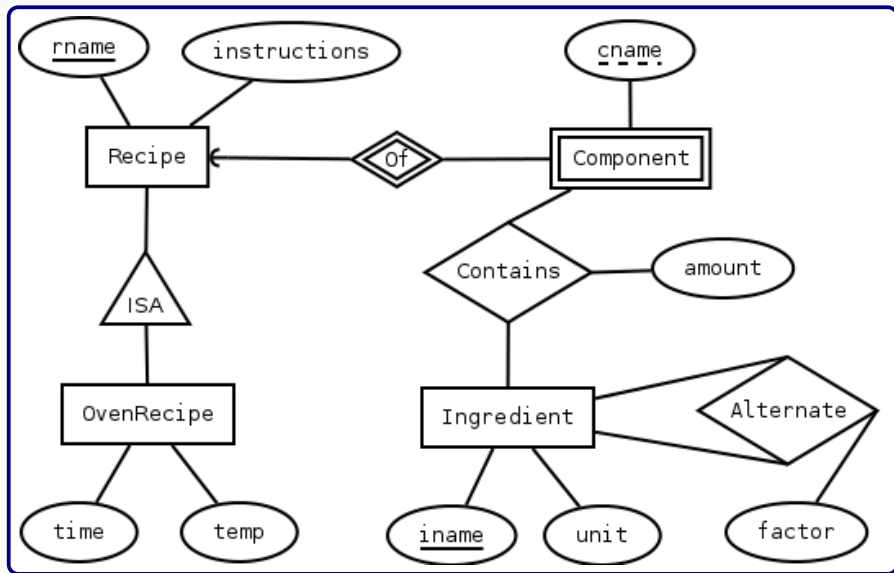 rname
instructions
cname
Recipe
Of
Component
Contains
amount
ISA
OvenRecipe
Ingredient
Alternate
time
temp
iname
unit
factor